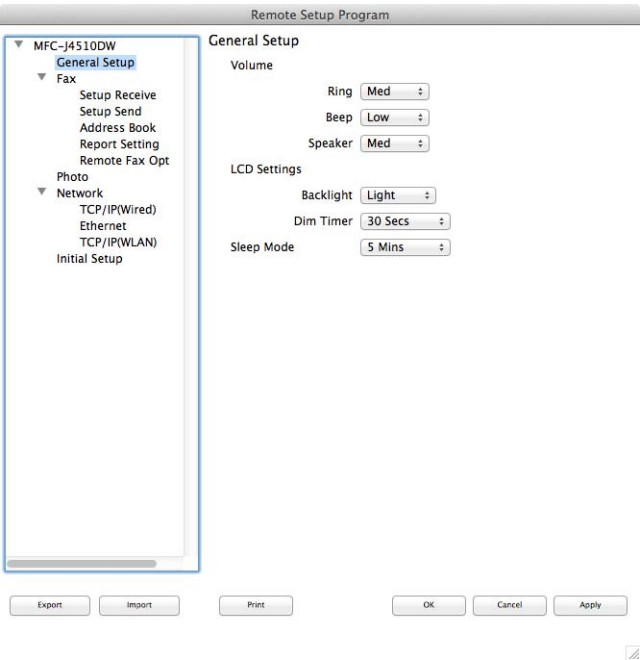 Remote Setup Program
MFC-J4510DW
General Setup
Fax
Setup Receive
Setup Send
Address Book
Report Setting
Remote Fax Opt
Photo
Network
TCP/IP(Wired)
Ethernet
TCP/IP(WLAN)
Initial Setup
General Setup
Volume
Ring Med
Beep Low
Speaker Med
LCD Settings
Backlight Light
Dim Timer 30 Secs
Sleep Mode 5 Mins
Export Import Print OK Cancel Apply